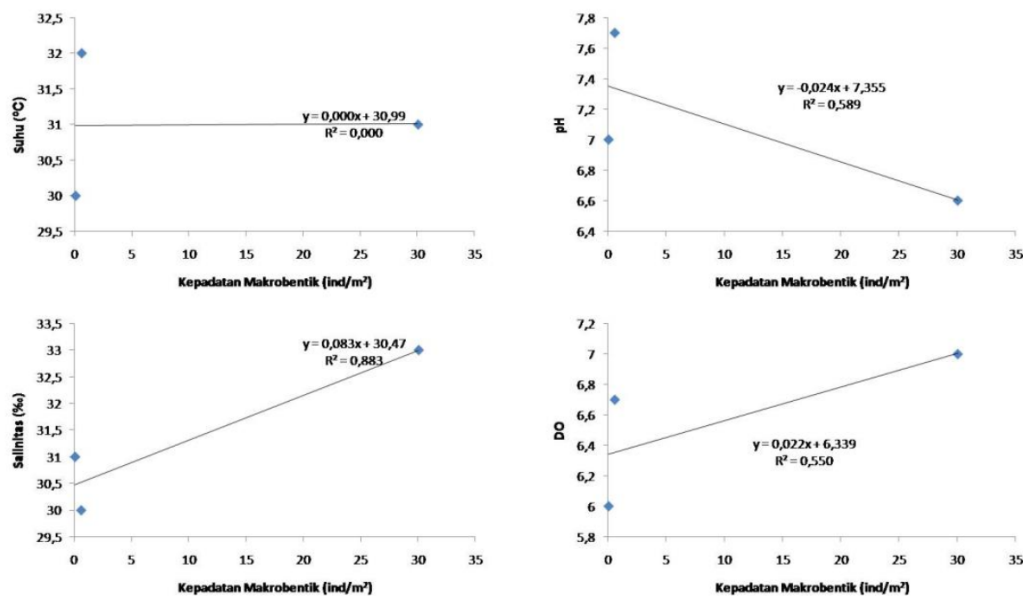 32,5
32
31,5
31
30,5
30
29,5
Suhu (°C)
y = 0,000x + 30,99
R² = 0,000
0 5 10 15 20 25 30 35
Kepadatan Makrobentik (ind/m²)
7,8
7,6
7,4
7,2
7
6,8
6,6
6,4
pH
y = -0,024x + 7,355
R² = 0,589
0 5 10 15 20 25 30 35
Kepadatan Makrobentik (ind/m²)
33,5
33
32,5
32
31,5
31
30,5
30
29,5
Salinitas (‰)
y = 0,083x + 30,47
R² = 0,883
0 5 10 15 20 25 30 35
Kepadatan Makrobentik (ind/m²)
7,2
7
6,8
6,6
6,4
6,2
6
5,8
DO
y = 0,022x + 6,339
R² = 0,550
0 5 10 15 20 25 30 35
Kepadatan Makrobentik (ind/m²)